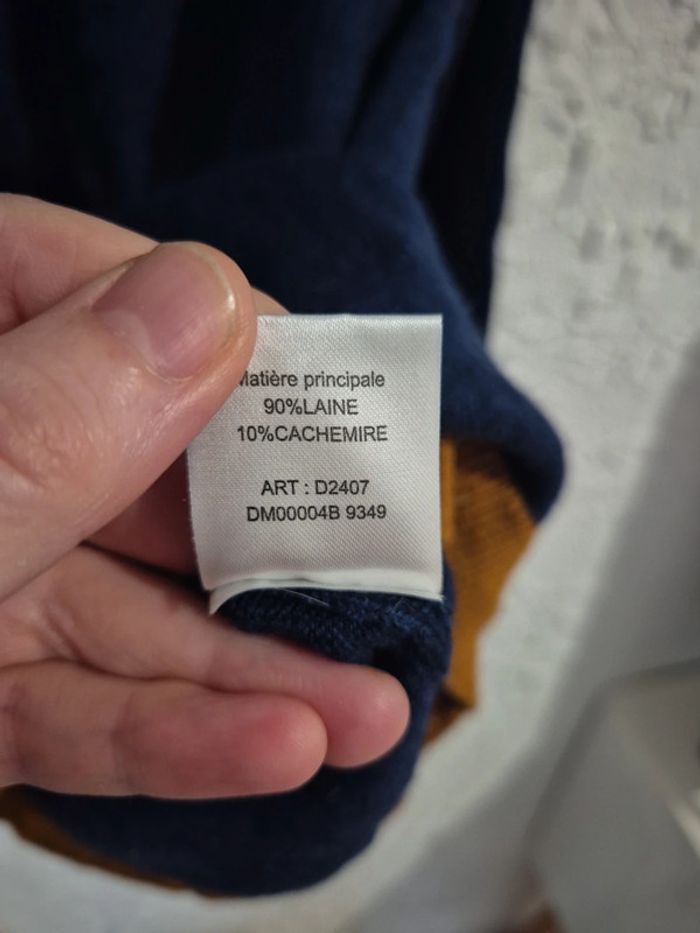 Matière principale
90%LAINE
10%CACHEMIRE
ART : D2407
DM00004B 9349